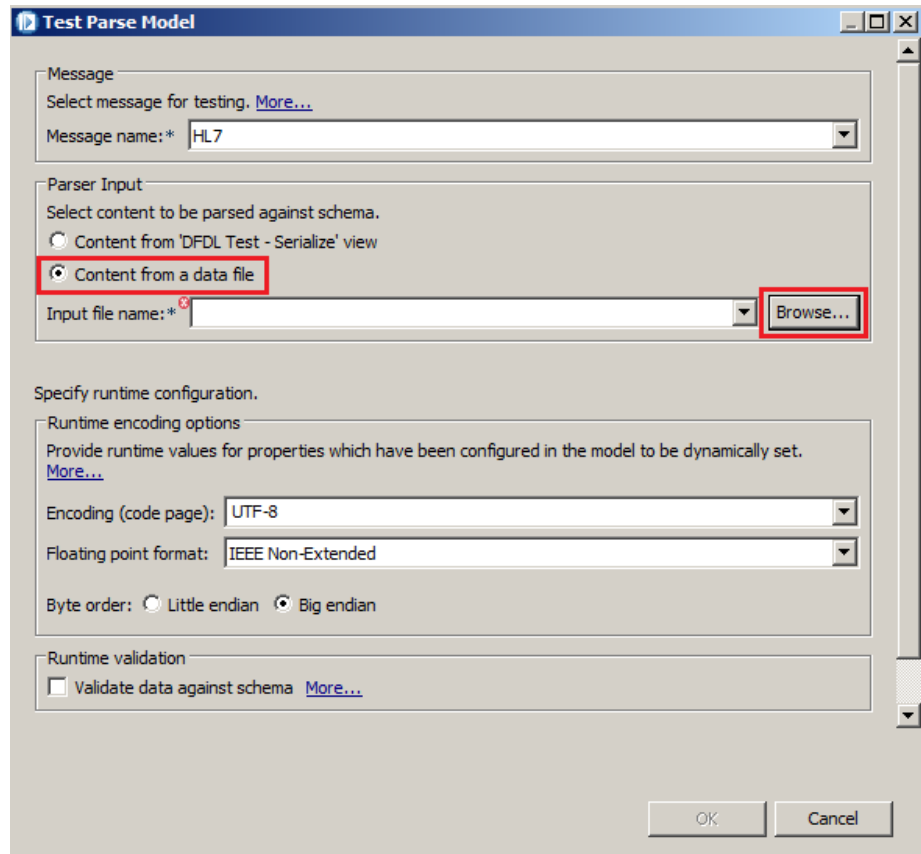 Test Parse Model
Message
Select message for testing. More...
Message name:* HL7
Parser Input
Select content to be parsed against schema.
Content from 'DFDL Test - Serialize' view
Content from a data file
Input file name:* Browse...
Specify runtime configuration.
Runtime encoding options
Provide runtime values for properties which have been configured in the model to be dynamically set.
More...
Encoding (code page): UTF-8
Floating point format: IEEE Non-Extended
Byte order: Little endian Big endian
Runtime validation
Validate data against schema More...
OK Cancel